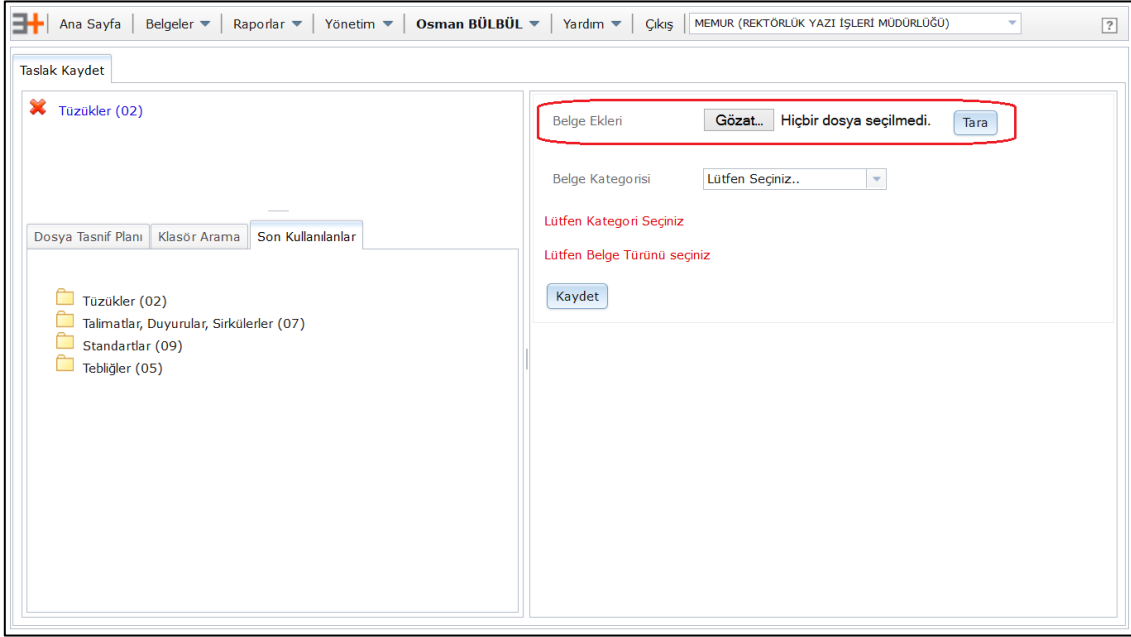 Ana Sayfa Belgeler Raporlar Yönetim Osman BÜLBÜL Yardım Çıkış MEMUR (REKTÖRLÜK YAZI İŞLERİ MÜDÜRLÜĞÜ) ?
Taslak Kaydet
Tüzükler (02)
Dosya Tasnif Planı Klasör Arama Son Kullanılanlar
Tüzükler (02)
Talimatlar, Duyurular, Sirkülerler (07)
Standartlar (09)
Tebliğler (05)
Belge Ekleri Gözat... Hiçbir dosya seçilmedi. Tara
Belge Kategorisi Lütfen Seçiniz..
Lütfen Kategori Seçiniz
Lütfen Belge Türünü seçiniz
Kaydet